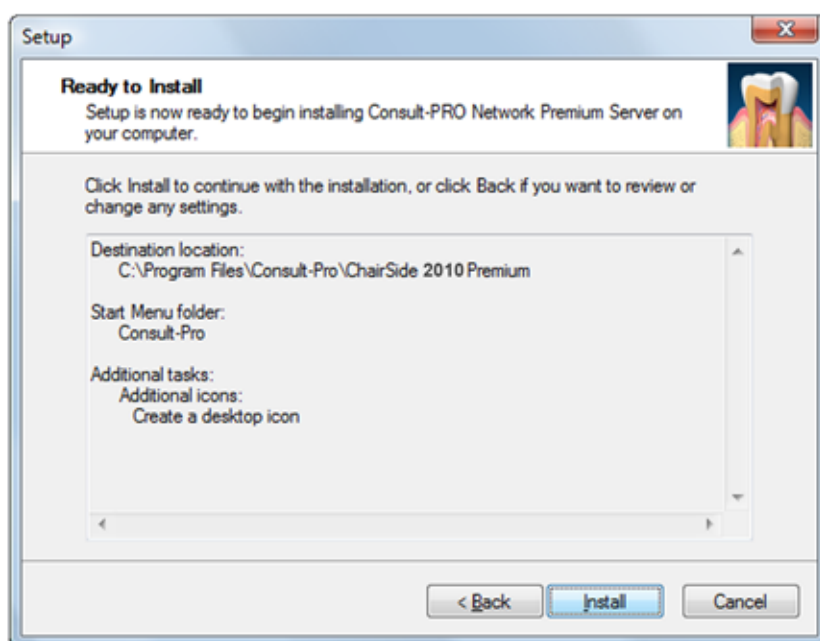 Setup
Ready to Install
Setup is now ready to begin installing Consult-PRO Network Premium Server on
your computer.
Click Install to continue with the installation, or click Back if you want to review or
change any settings.
Destination location:
C:\Program Files\Consult-Pro\ChairSide 2010 Premium
Start Menu folder:
Consult-Pro
Additional tasks:
Additional icons:
Create a desktop icon
< Back Install Cancel